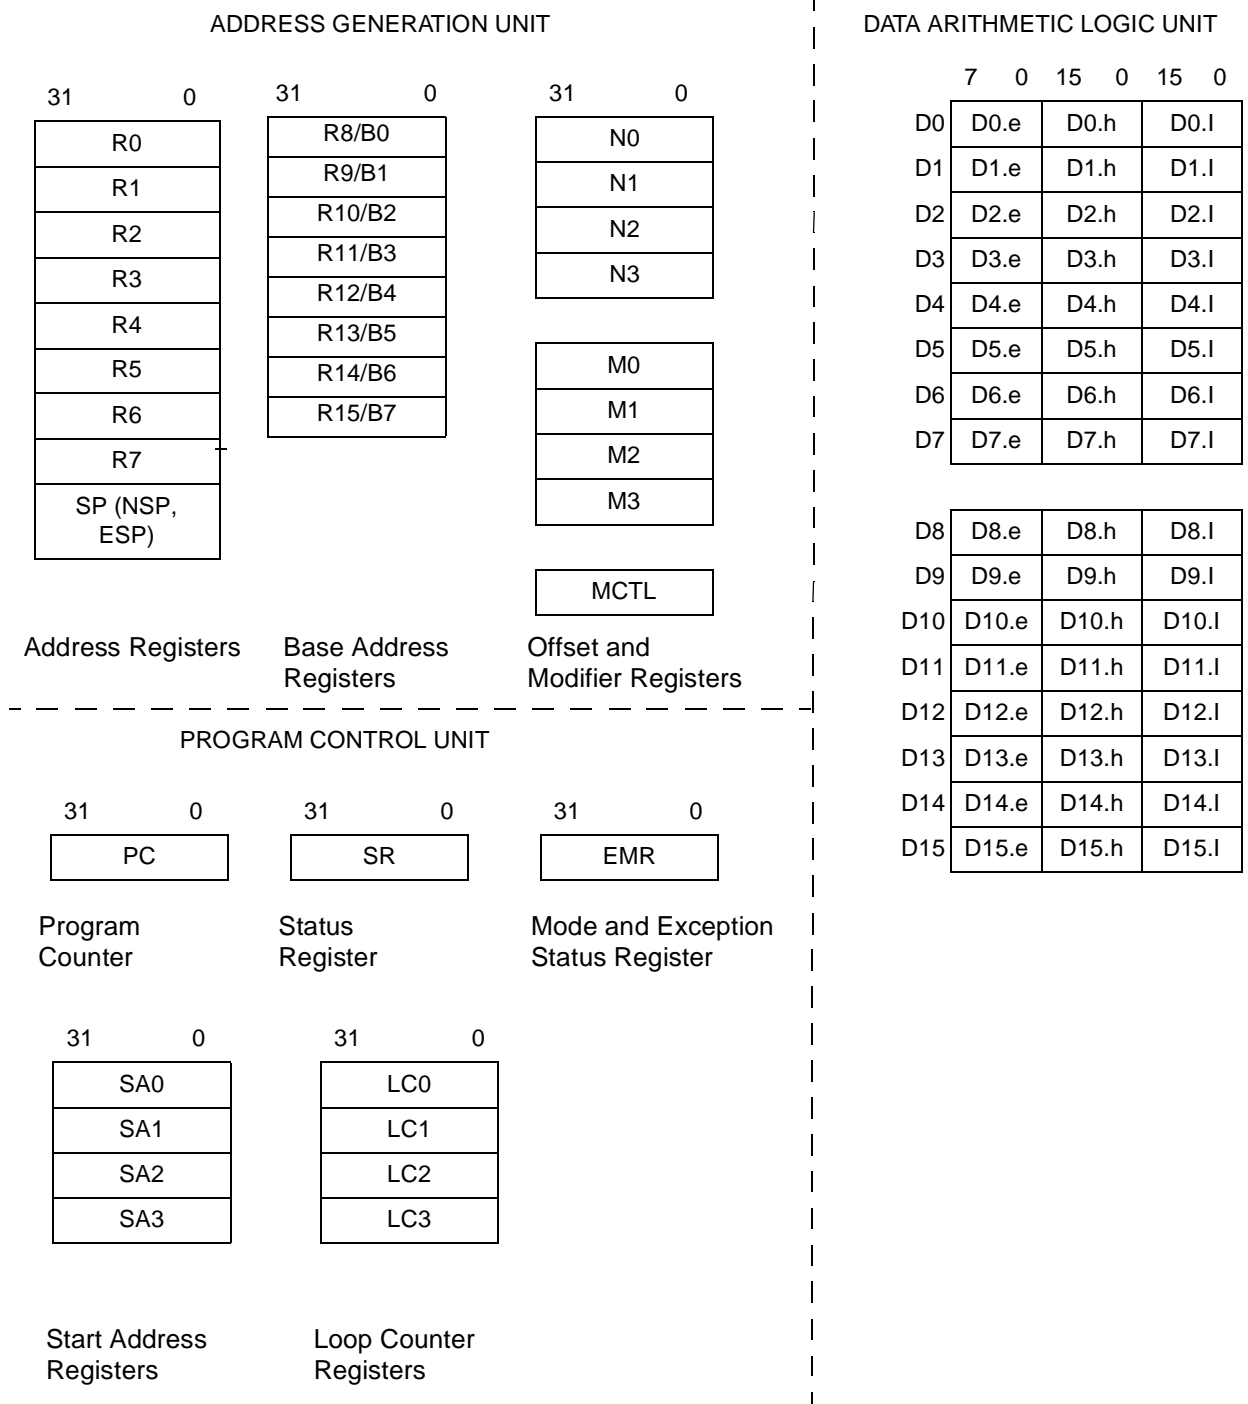 ADDRESS GENERATION UNIT
31 0
R0
R1
R2
R3
R4
R5
R6
R7
SP (NSP,
ESP)
Address Registers
31 0
R8/B0
R9/B1
R10/B2
R11/B3
R12/B4
R13/B5
R14/B6
R15/B7
Base Address
Registers
31 0
N0
N1
N2
N3
M0
M1
M2
M3
MCTL
Offset and
Modifier Registers
PROGRAM CONTROL UNIT
31 0
PC
Program
Counter
31 0
SR
Status
Register
31 0
EMR
Mode and Exception
Status Register
31 0
SA0
SA1
SA2
SA3
Start Address
Registers
31 0
LC0
LC1
LC2
LC3
Loop Counter
Registers
DATA ARITHMETIC LOGIC UNIT
7 0 15 0 15 0
D0 D0.e D0.h D0.l
D1 D1.e D1.h D1.l
D2 D2.e D2.h D2.l
D3 D3.e D3.h D3.l
D4 D4.e D4.h D4.l
D5 D5.e D5.h D5.l
D6 D6.e D6.h D6.l
D7 D7.e D7.h D7.l
D8 D8.e D8.h D8.l
D9 D9.e D9.h D9.l
D10 D10.e D10.h D10.l
D11 D11.e D11.h D11.l
D12 D12.e D12.h D12.l
D13 D13.e D13.h D13.l
D14 D14.e D14.h D14.l
D15 D15.e D15.h D15.l